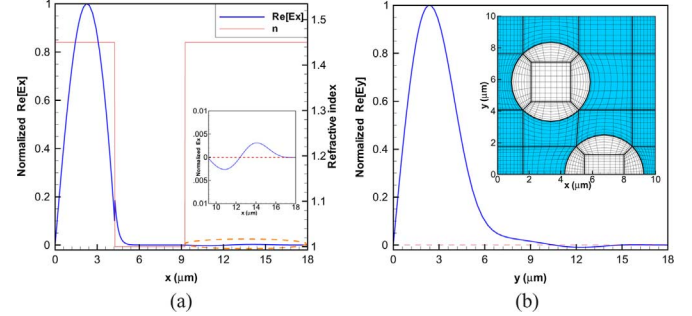 Re[Ex]
n
Normalized Re[Ex]
1
0.8
0.6
0.4
0.2
0
0 3 6 9 12 15 18
x (μm)
1.5
1.4
1.3
1.2
1.1
1
Refractive index
Normalized Ex
0.01
.005
0
.005
0.01
10 12 14 16 18
x (μm)
(a)
Normalized Re[Ey]
1
0.8
0.6
0.4
0.2
0
0 3 6 9 12 15 18
y (μm)
y (μm)
10
8
6
4
2
0
0 2 4 6 8 10
x (μm)
(b)